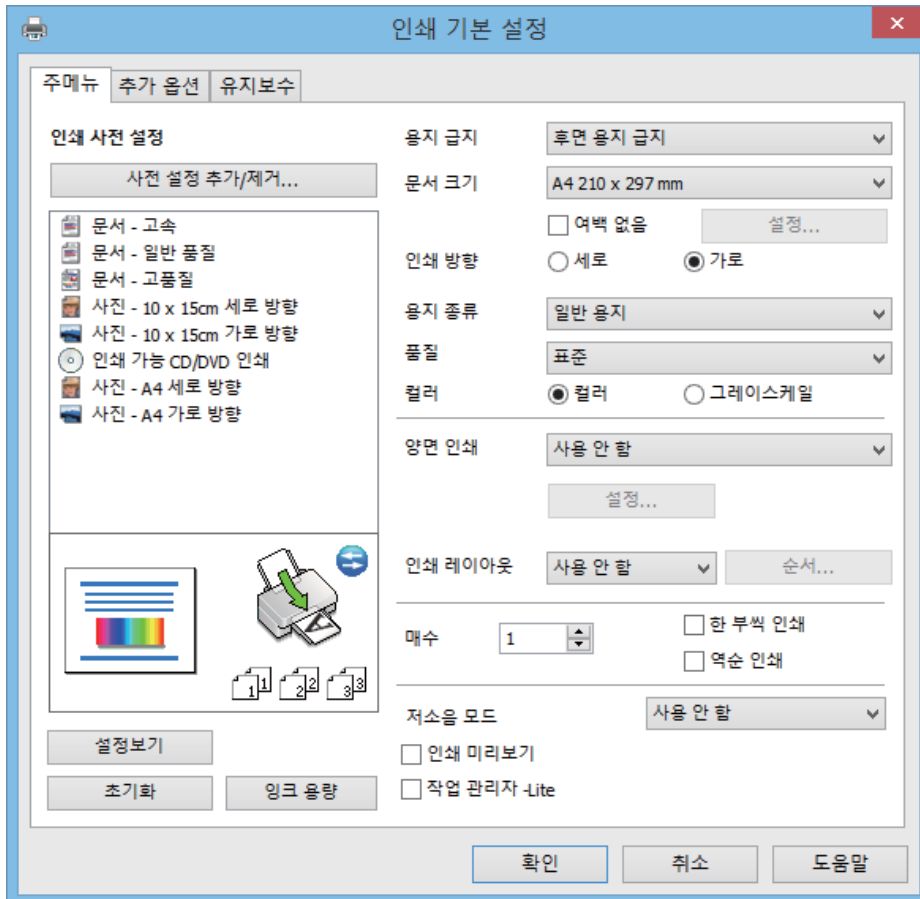 인쇄 기본 설정
주메뉴 추가 옵션 유지보수
인쇄 사전 설정
사전 설정 추가/제거...
문서 - 고속
문서 - 일반 품질
문서 - 고품질
사진 - 10 x 15cm 세로 방향
사진 - 10 x 15cm 가로 방향
인쇄 가능 CD/DVD 인쇄
사진 - A4 세로 방향
사진 - A4 가로 방향
A
1 1 2 2 3 3
설정보기
초기화 잉크 용량
용지 급지 후면 용지 급지
문서 크기 A4 210 x 297 mm
여백 없음 설정...
인쇄 방향 세로 가로
용지 종류 일반 용지
품질 표준
컬러 컬러 그레이스케일
양면 인쇄 사용 안 함
설정...
인쇄 레이아웃 사용 안 함 순서...
매수 1 한 부씩 인쇄
역순 인쇄
저소음 모드 사용 안 함
인쇄 미리보기
작업 관리자 -Lite
확인 취소 도움말